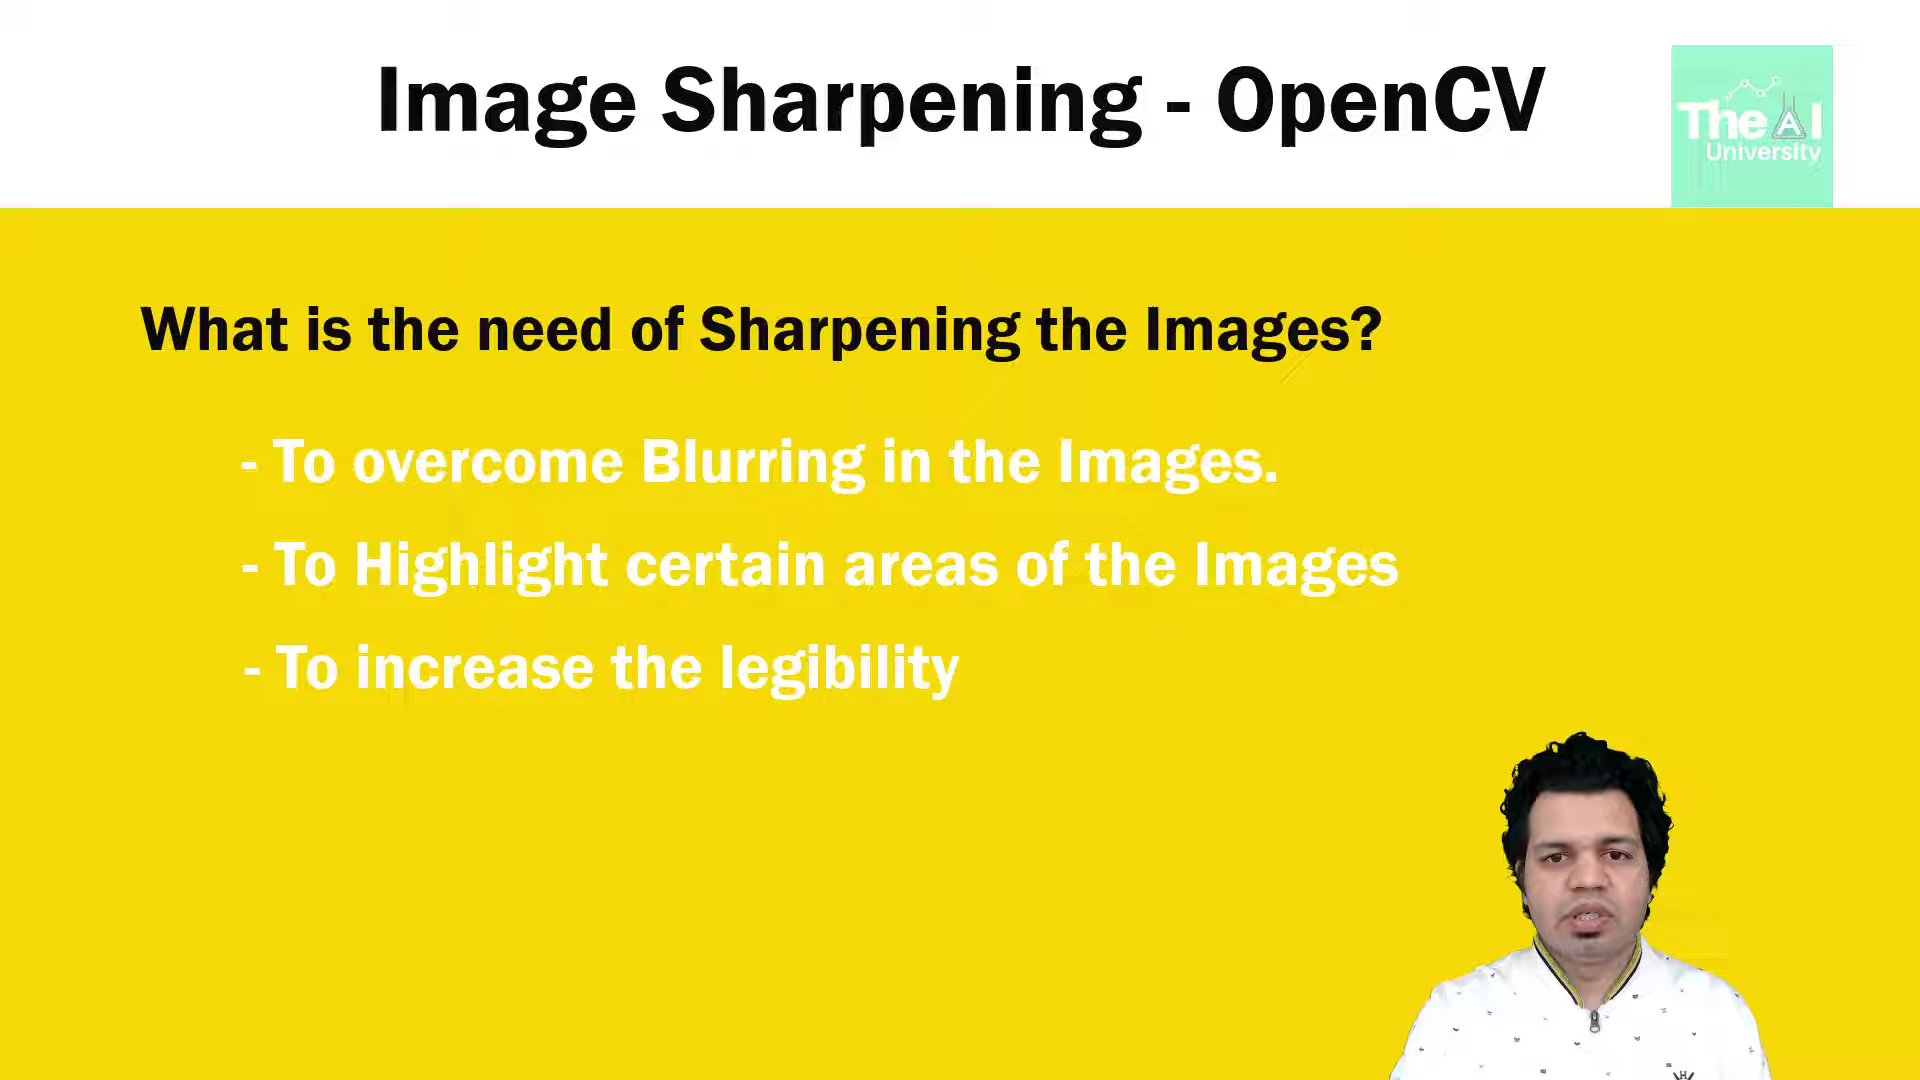 Image Sharpening - OpenCV
The AI
University
What is the need of Sharpening the Images?
- To overcome Blurring in the Images.
- To Highlight certain areas of the Images
- To increase the legibility
H